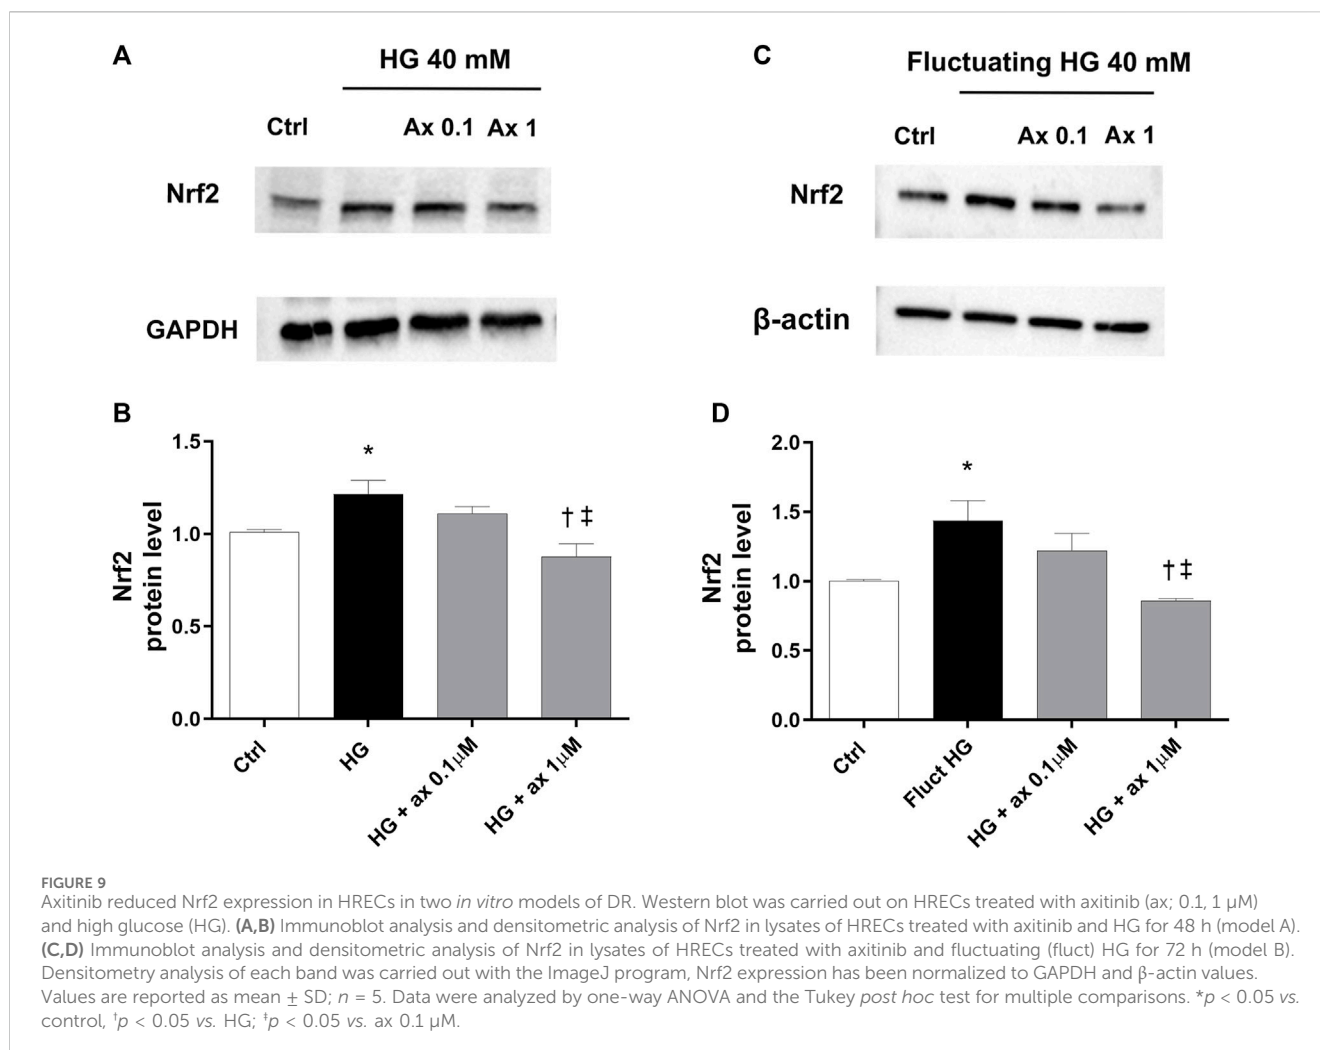 A
HG 40 mM
Ctrl Ax 0.1 Ax 1
Nrf2
GAPDH
C
Fluctuating HG 40 mM
Ctrl Ax 0.1 Ax 1
Nrf2
β-actin
B
Nrf2
protein level
1.5
1.0
0.5
0.0
*
†‡
Ctrl
HG
HG + ax 0.1µM
HG + ax 1µM
D
Nrf2
protein level
2.0
1.5
1.0
0.5
0.0
*
†‡
Ctrl
Fluct HG
HG + ax 0.1µM
HG + ax 1µM
FIGURE 9
Axitinib reduced Nrf2 expression in HRECs in two in vitro models of DR. Western blot was carried out on HRECs treated with axitinib (ax; 0.1, 1 µM)
and high glucose (HG). (A,B) Immunoblot analysis and densitometric analysis of Nrf2 in lysates of HRECs treated with axitinib and HG for 48 h (model A).
(C,D) Immunoblot analysis and densitometric analysis of Nrf2 in lysates of HRECs treated with axitinib and fluctuating (fluct) HG for 72 h (model B).
Densitometry analysis of each band was carried out with the ImageJ program, Nrf2 expression has been normalized to GAPDH and β-actin values.
Values are reported as mean ± SD; n = 5. Data were analyzed by one-way ANOVA and the Tukey post hoc test for multiple comparisons. *p < 0.05 vs.
control, †p < 0.05 vs. HG; ‡p < 0.05 vs. ax 0.1 µM.